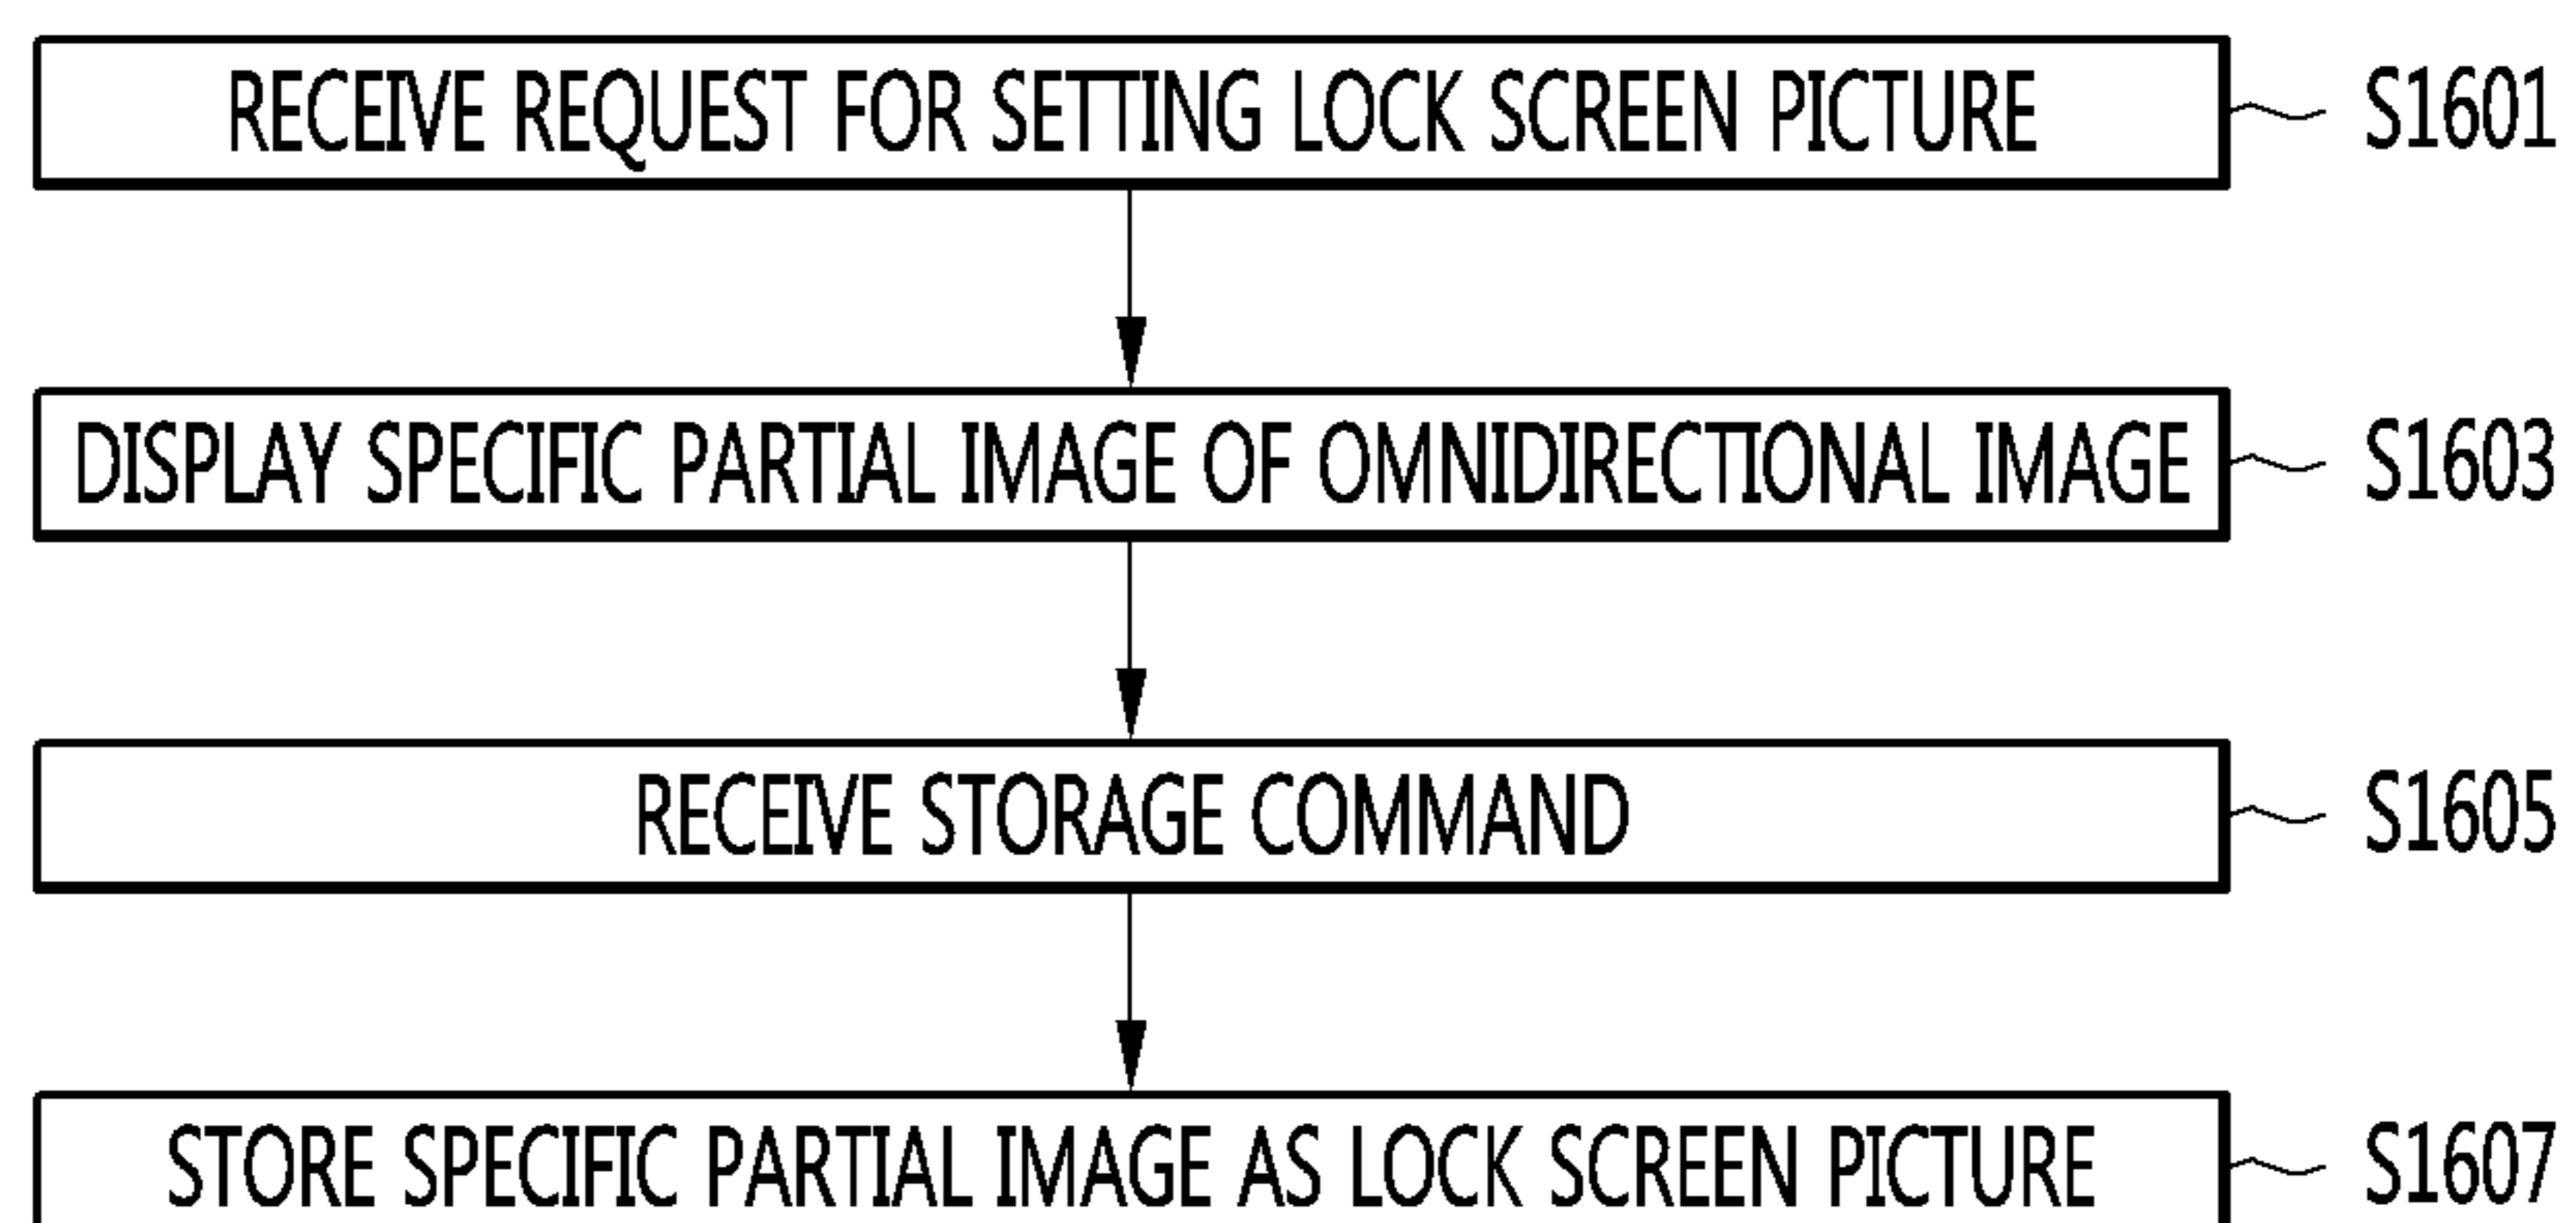 RECEIVE REQUEST FOR SETTING LOCK SCREEN PICTURE S1601
DISPLAY SPECIFIC PARTIAL IMAGE OF OMNIDIRECTIONAL IMAGE S1603
RECEIVE STORAGE COMMAND S1605
STORE SPECIFIC PARTIAL IMAGE AS LOCK SCREEN PICTURE S1607